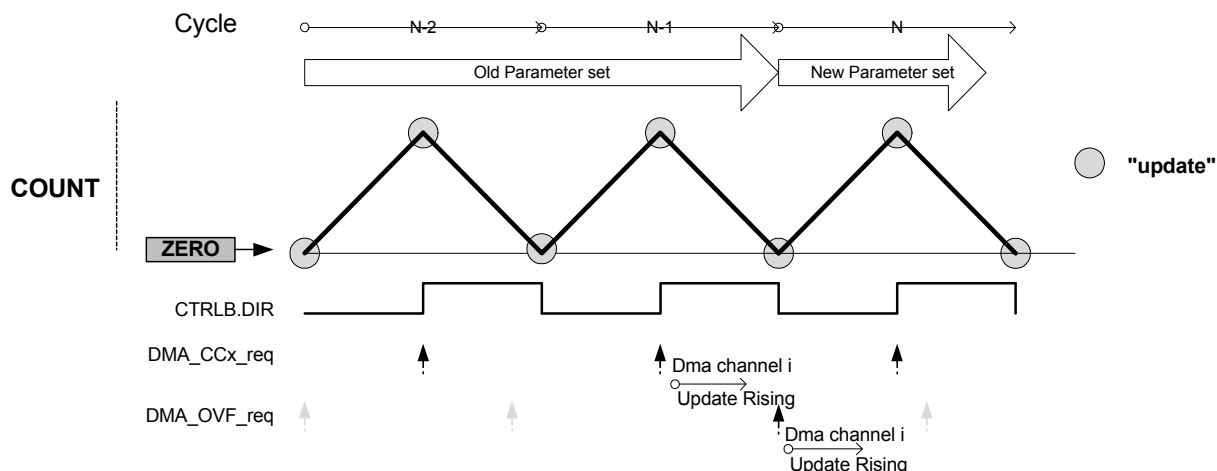 Cycle
N-2
N-1
N
Old Parameter set
New Parameter set
COUNT
"update"
ZERO
CTRLB.DIR
DMA_CCx_req
Dma channel i
Update Rising
DMA_OVF_req
Dma channel i
Update Rising